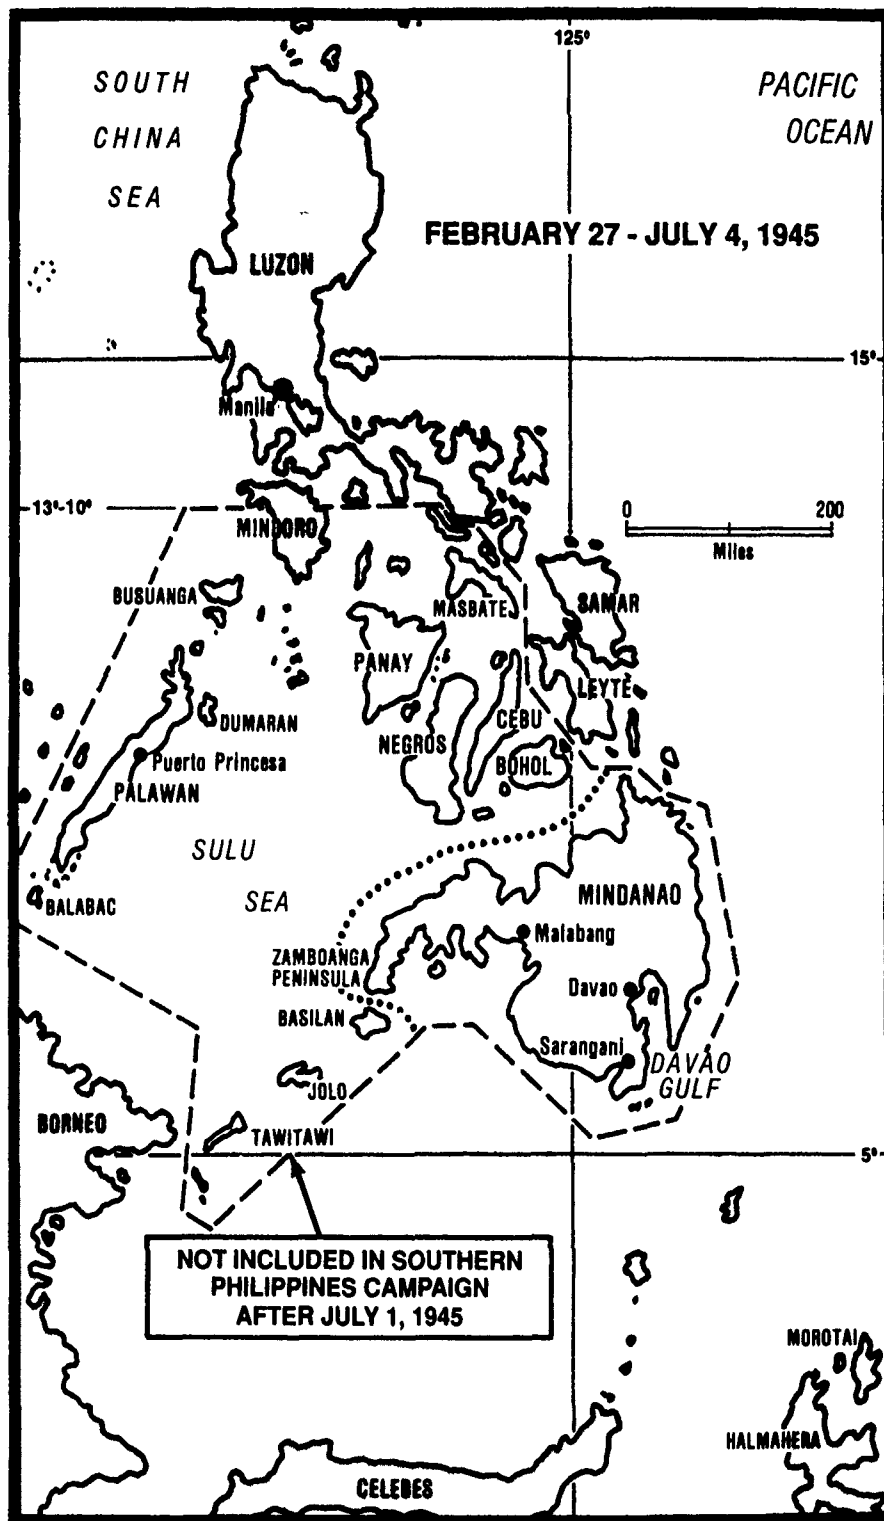 125°
SOUTH
CHINA
SEA
PACIFIC
OCEAN
FEBRUARY 27 - JULY 4, 1945
LUZON
15°
Manila
13°-10°
MINDORO
0 200
Miles
BUSUANGA
MASBATE
SAMAR
PANAY
LEYTE
DUMARAN
CEBU
NEGROS
BOHOL
Puerto Princesa
PALAWAN
SULU
SEA
MINDANAO
BALABAC
Malabang
ZAMBOANGA
PENINSULA
Davao
BASILAN
Sarangani
DAVAO
GULF
JOLO
BORNEO
TAWITAWI
5°
NOT INCLUDED IN SOUTHERN
PHILIPPINES CAMPAIGN
AFTER JULY 1, 1945
MOROTAI
HALMAHERA
CELEBES